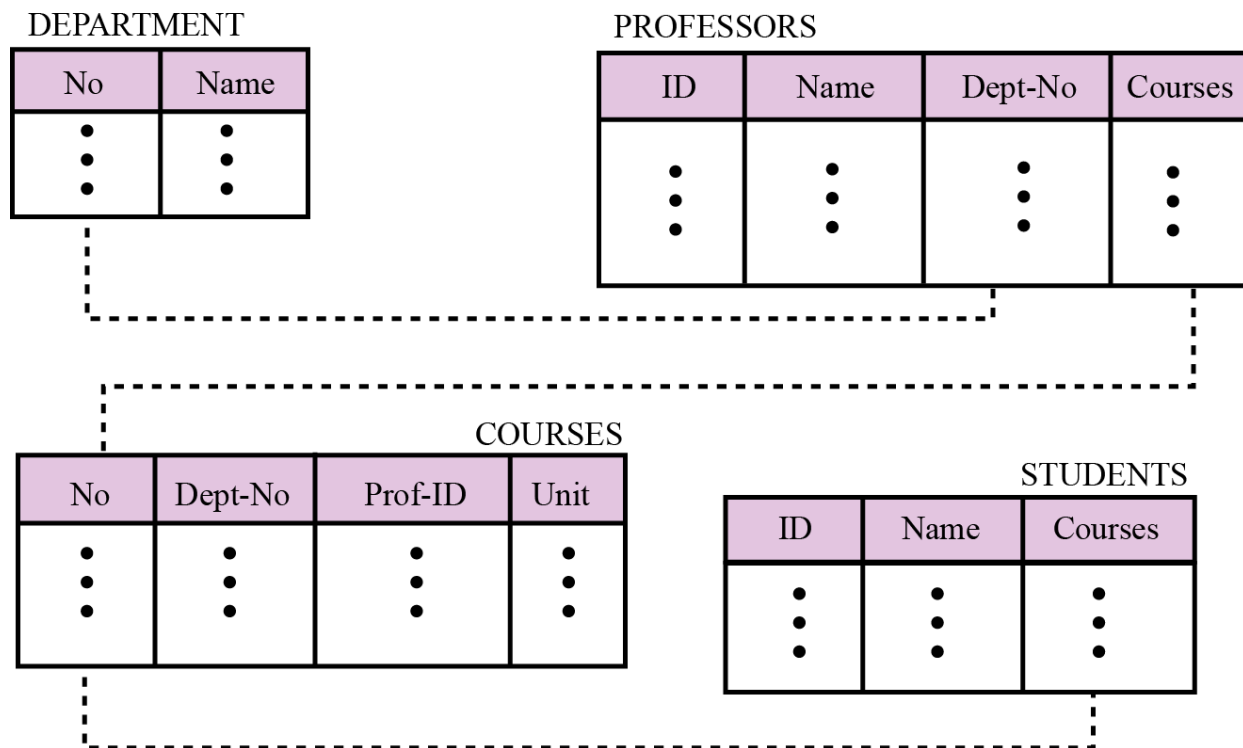 DEPARTMENT
No Name
PROFESSORS
ID Name Dept-No Courses
COURSES
No Dept-No Prof-ID Unit
STUDENTS
ID Name Courses